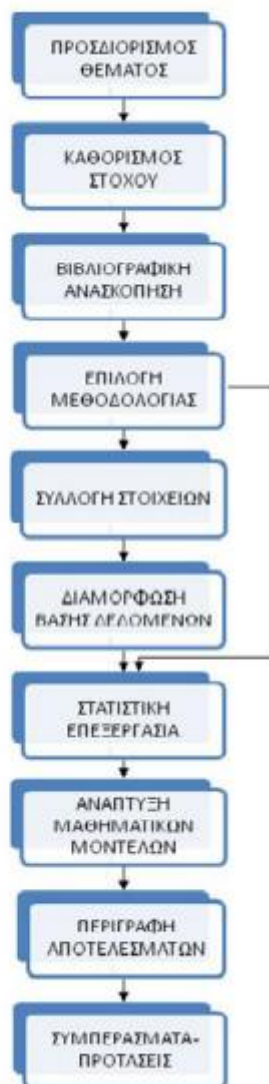 ΠΡΟΣΔΙΟΡΙΣΜΟΣ
ΘΕΜΑΤΟΣ
ΚΑΘΟΡΙΣΜΟΣ
ΣΤΟΧΟΥ
ΒΙΒΛΙΟΓΡΑΦΙΚΗ
ΑΝΑΣΚΟΠΗΣΗ
ΕΠΙΛΟΓΗ
ΜΕΘΟΔΟΛΟΓΙΑΣ
ΣΥΛΛΟΓΗ ΣΤΟΙΧΕΙΩΝ
ΔΙΑΜΟΡΦΩΣΗ
ΒΑΣΗΣ ΔΕΔΟΜΕΝΩΝ
ΣΤΑΤΙΣΤΙΚΗ
ΕΠΕΞΕΡΓΑΣΙΑ
ΑΝΑΠΤΥΞΗ
ΜΑΘΗΜΑΤΙΚΩΝ
ΜΟΝΤΕΛΩΝ
ΠΕΡΙΓΡΑΦΗ
ΑΠΟΤΕΛΕΣΜΑΤΩΝ
ΣΥΜΠΕΡΑΣΜΑΤΑ-
ΠΡΟΤΑΣΕΙΣ